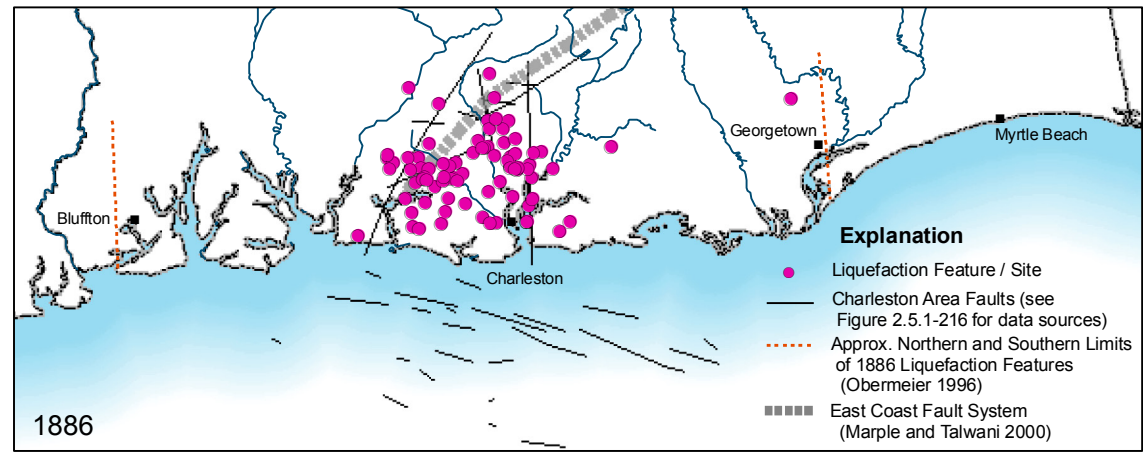 Georgetown
Myrtle Beach
Bluffton
Charleston
Explanation
Liquefaction Feature / Site
Charleston Area Faults (see
Figure 2.5.1-216 for data sources)
Approx. Northern and Southern Limits
of 1886 Liquefaction Features
(Obermeier 1996)
East Coast Fault System
(Marple and Talwani 2000)
1886